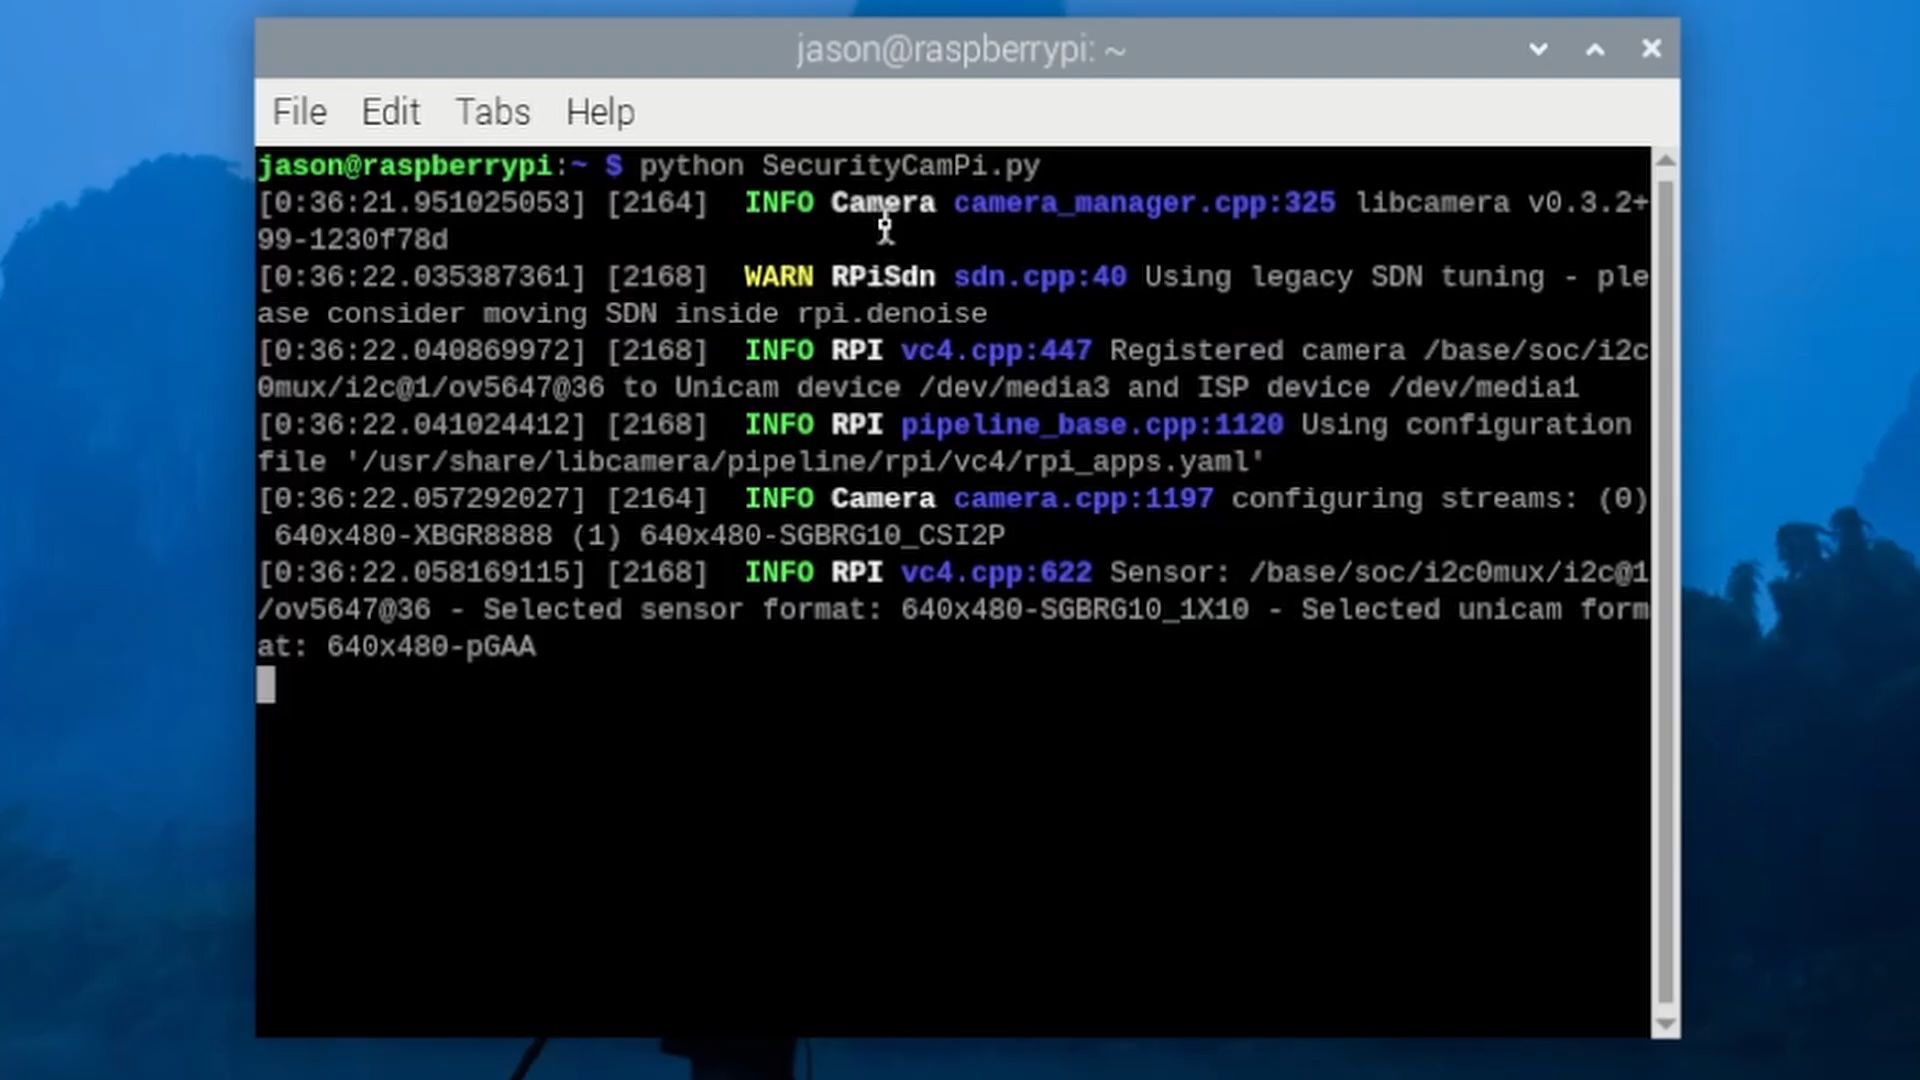 jason@raspberrypi: ~
File Edit Tabs Help
jason@raspberrypi:~ $ python SecurityCamPi.py
[0:36:21.951025053] [2164]  INFO Camera camera_manager.cpp:325 libcamera v0.3.2+
99-1230f78d
[0:36:22.035387361] [2168]  WARN RPiSdn sdn.cpp:40 Using legacy SDN tuning - ple
ase consider moving SDN inside rpi.denoise
[0:36:22.040869972] [2168]  INFO RPI vc4.cpp:447 Registered camera /base/soc/i2c
0mux/i2c@1/ov5647@36 to Unicam device /dev/media3 and ISP device /dev/media1
[0:36:22.041024412] [2168]  INFO RPI pipeline_base.cpp:1120 Using configuration
file '/usr/share/libcamera/pipeline/rpi/vc4/rpi_apps.yaml'
[0:36:22.057292027] [2164]  INFO Camera camera.cpp:1197 configuring streams: (0)
 640x480-XBGR8888 (1) 640x480-SGBRG10_CSI2P
[0:36:22.058169115] [2168]  INFO RPI vc4.cpp:622 Sensor: /base/soc/i2c0mux/i2c@1
/ov5647@36 - Selected sensor format: 640x480-SGBRG10_1X10 - Selected unicam form
at: 640x480-pGAA